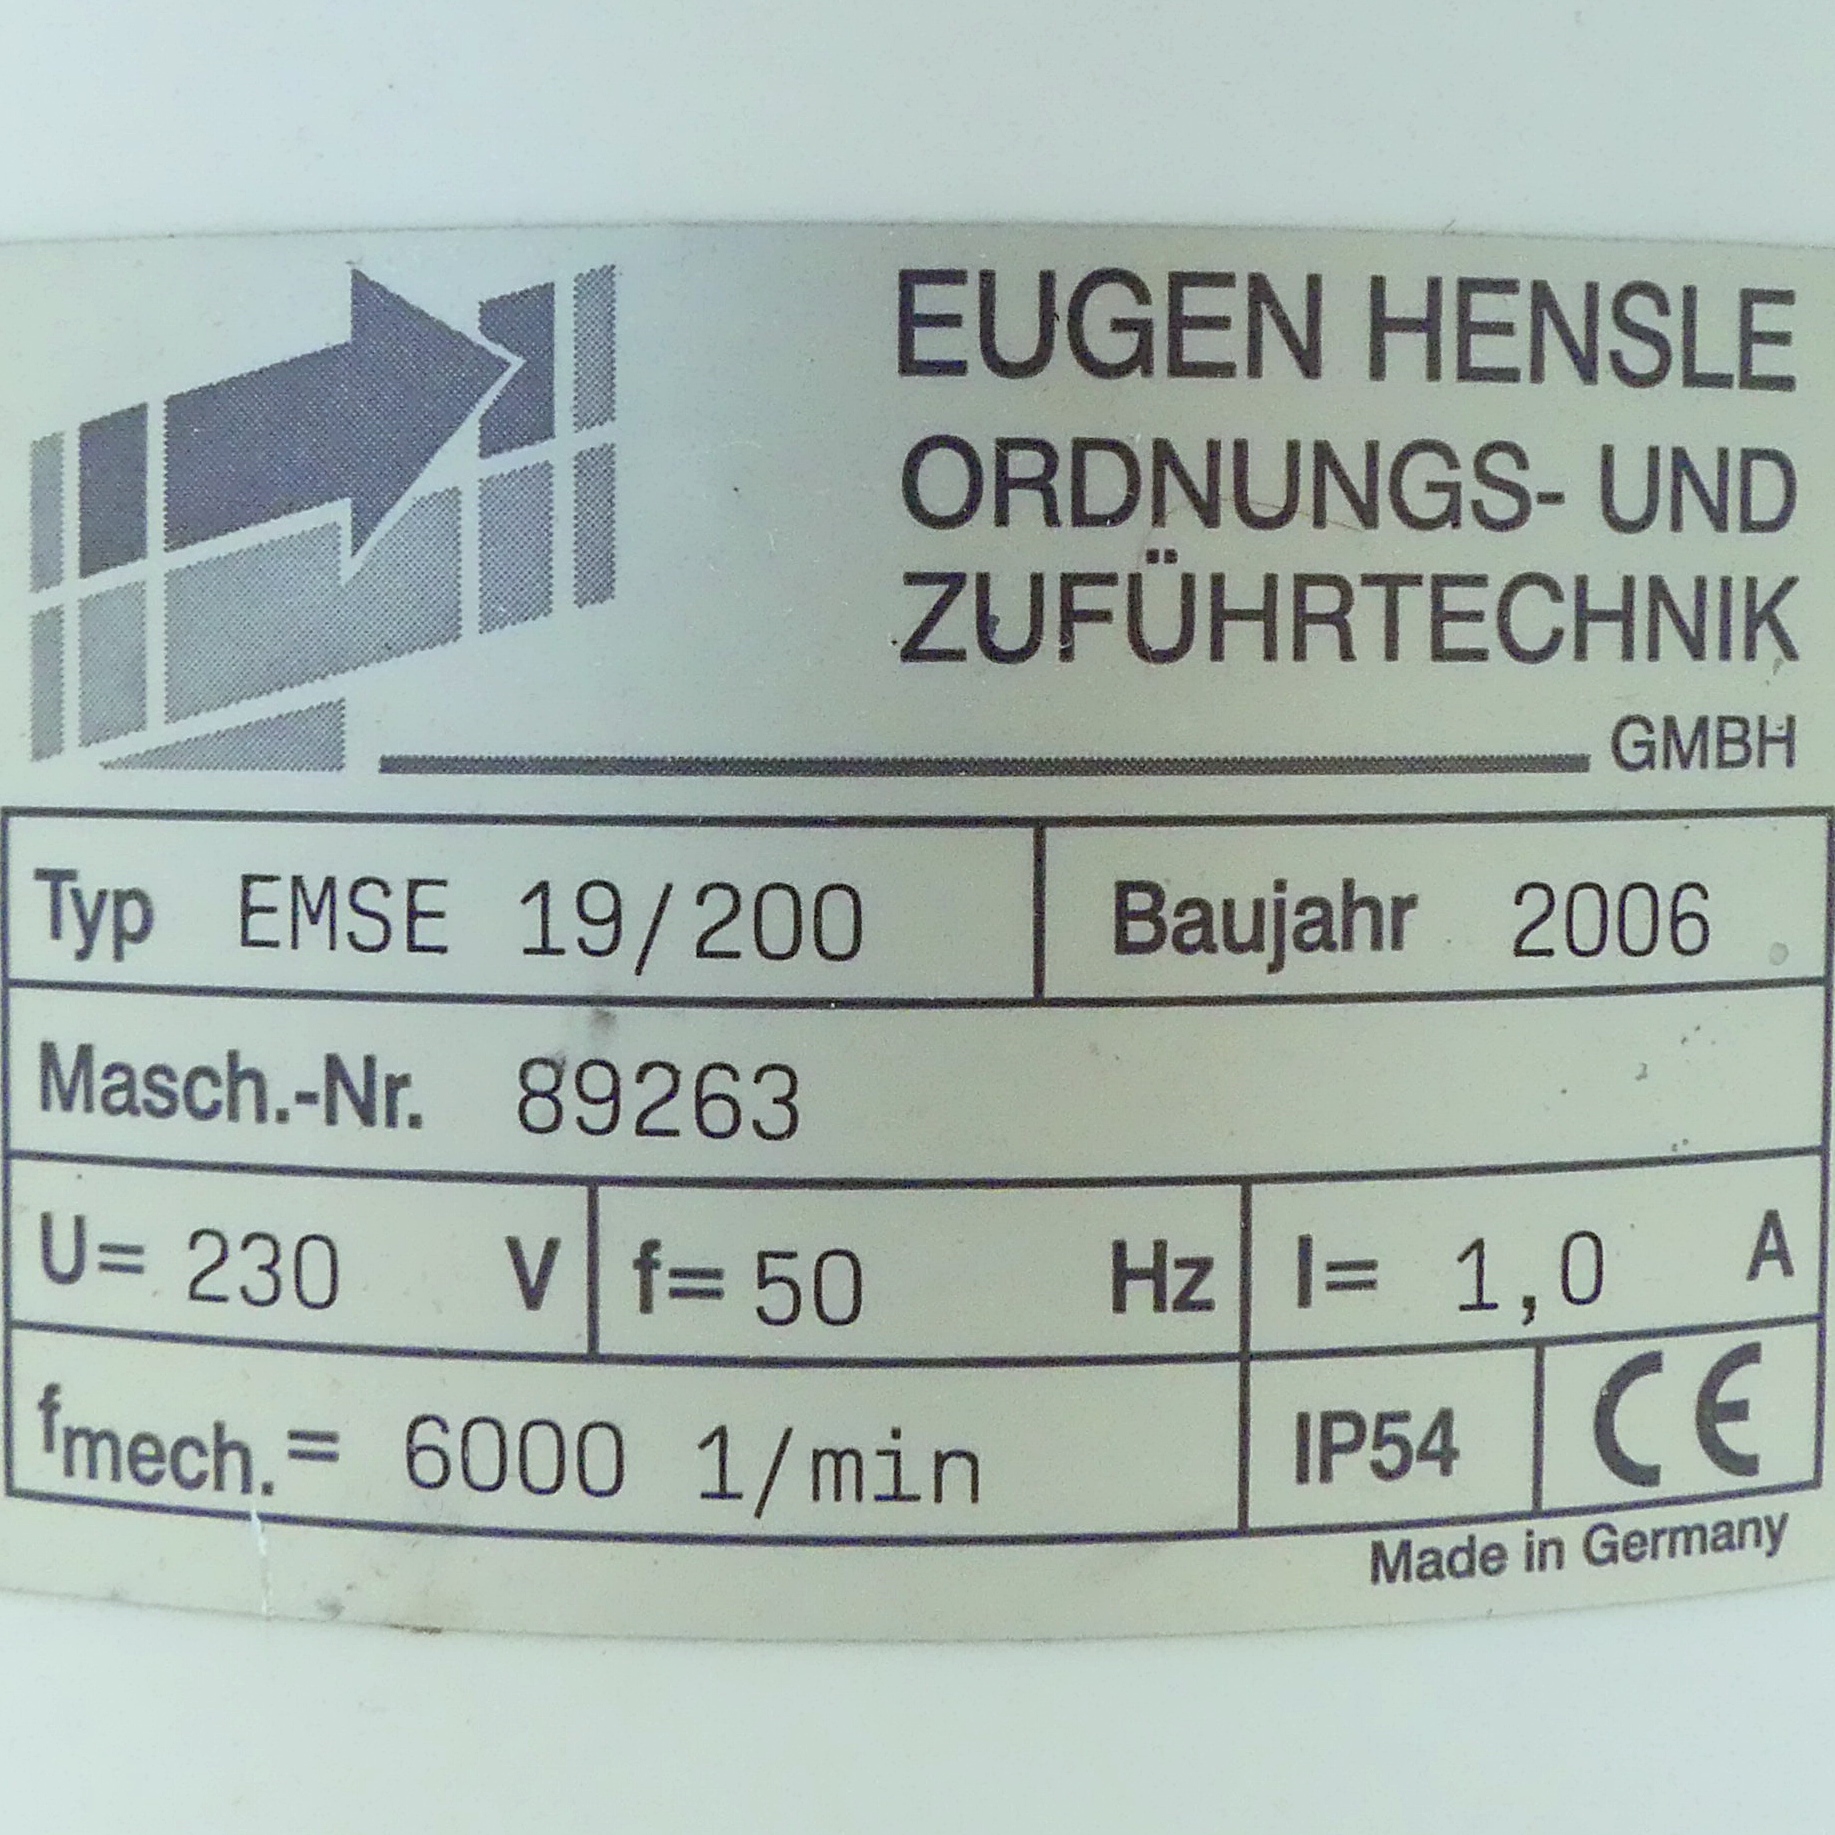 EUGEN HENSLE
ORDNUNGS- UND
ZUFÜHRTECHNIK
GMBH
Typ EMSE 19/200 Baujahr 2006
Masch.-Nr. 89263
U= 230 V f= 50 Hz I= 1,0 A
fmech.= 6000 1/min IP54 CE
Made in Germany